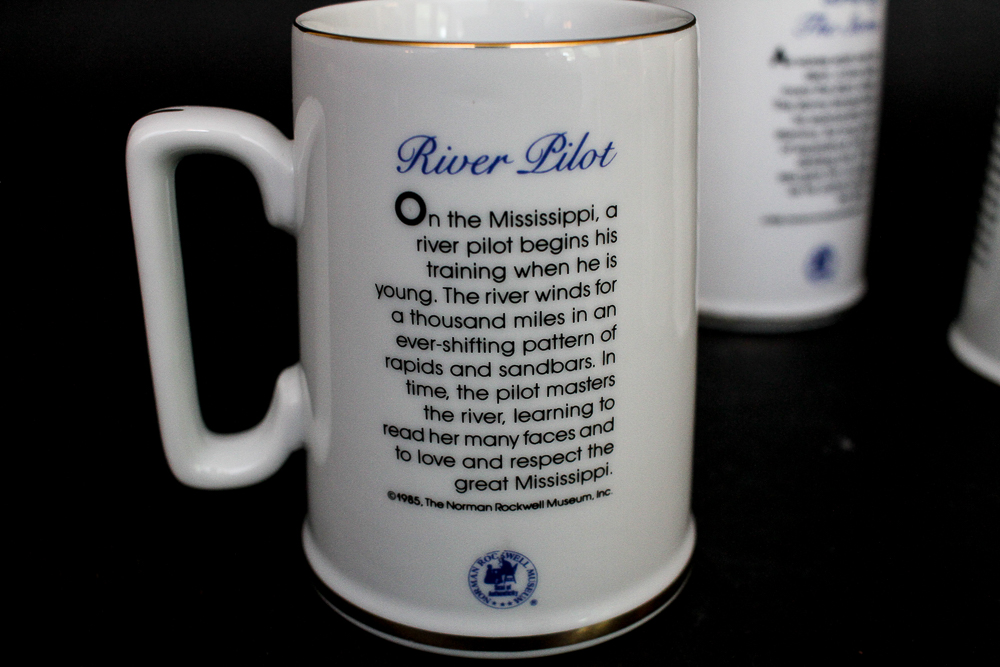 River Pilot
On the Mississippi, a
river pilot begins his
training when he is
young. The river winds for
a thousand miles in an
ever-shifting pattern of
rapids and sandbars. In
time, the pilot masters
the river, learning to
read her many faces and
to love and respect the
great Mississippi.
©1985, The Norman Rockwell Museum, Inc.
NORMAN ROCKWELL MUSEUM
®
The